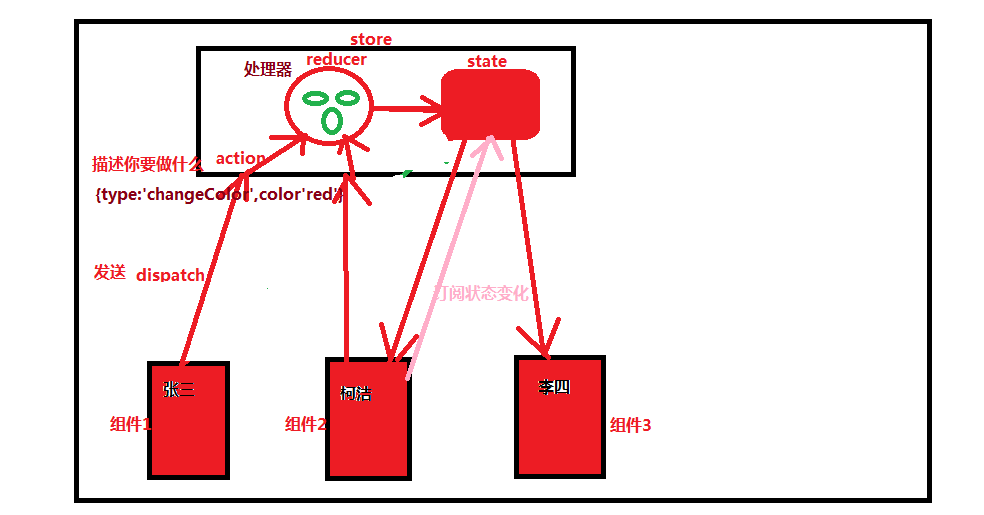 store
处理器 reducer
state
描述你要做什么 action
{type:'changeColor',color'red'}
发送 dispatch
订阅状态变化
张三
柯洁
李四
组件1
组件2
组件3